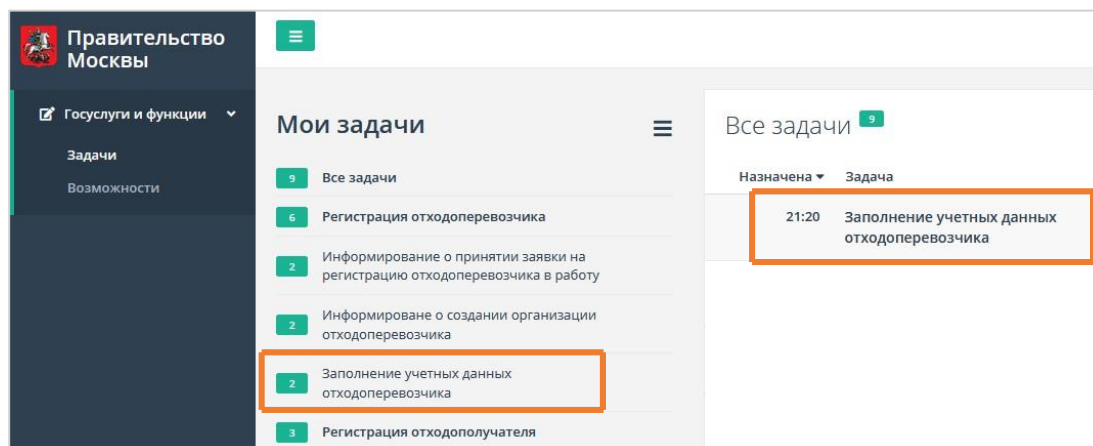 Правительство
Москвы
Госуслуги и функции
Задачи
Возможности
Мои задачи
9 Все задачи
6 Регистрация отходоперевозчика
2 Информирование о принятии заявки на
регистрацию отходоперевозчика в работу
2 Информироване о создании организации
отходоперевозчика
2 Заполнение учетных данных
отходоперевозчика
3 Регистрация отходополучателя
Все задачи 9
Назначена Задача
21:20 Заполнение учетных данных
отходоперевозчика